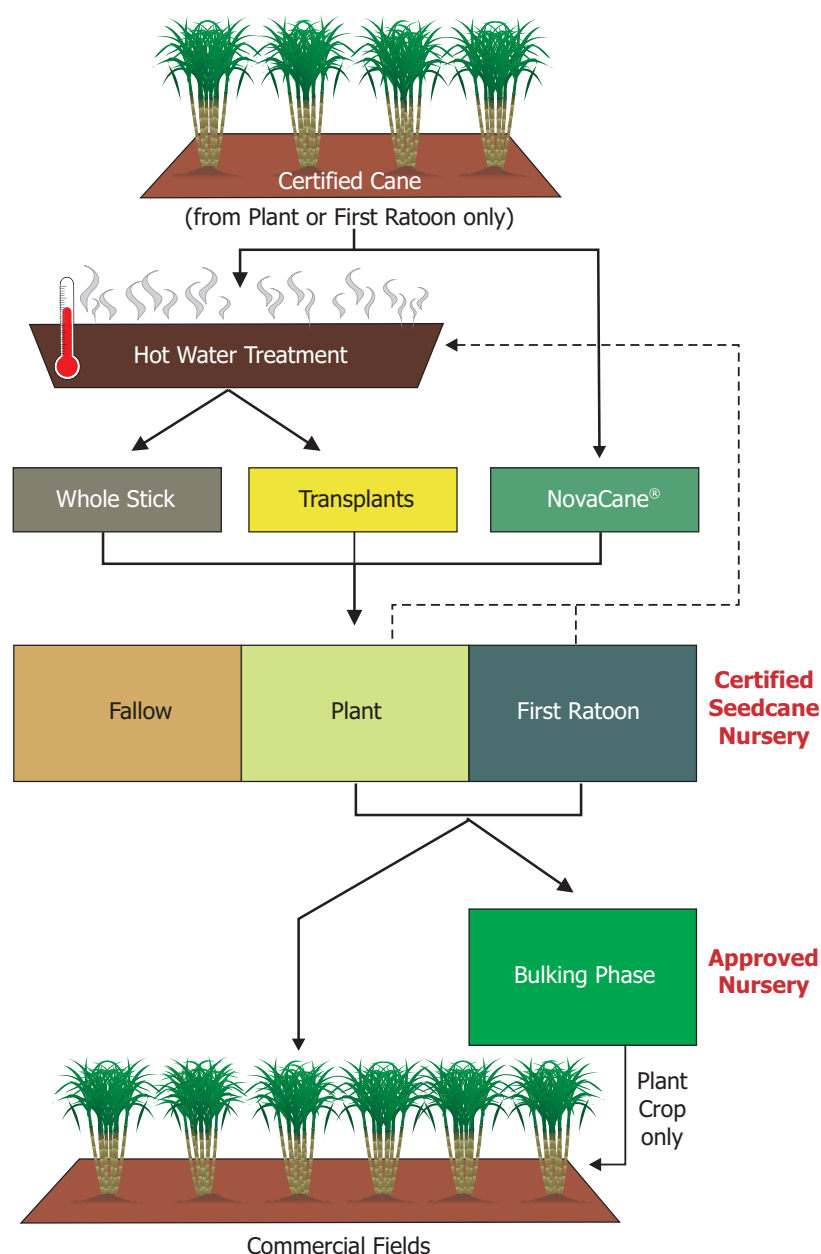 Certified Cane
(from Plant or First Ratoon only)
Hot Water Treatment
Whole Stick
Transplants
NovaCane®
Fallow
Plant
First Ratoon
Certified
Seedcane
Nursery
Bulking Phase
Approved
Nursery
Plant
Crop
only
Commercial Fields